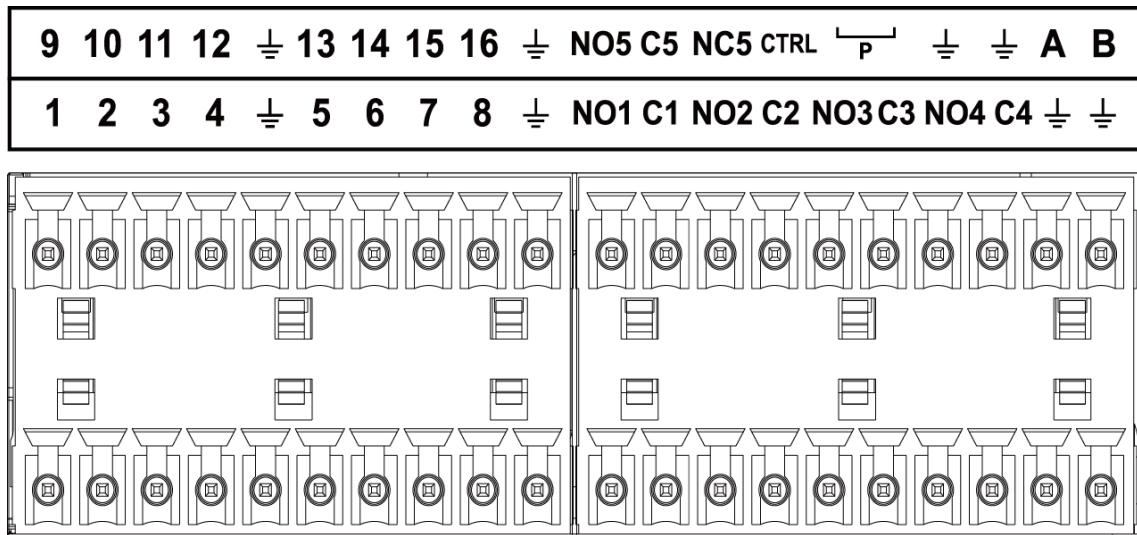 9 10 11 12 ⏚ 13 14 15 16 ⏚ NO5 C5 NC5 CTRL P ⏚ ⏚ A B
1 2 3 4 ⏚ 5 6 7 8 ⏚ NO1 C1 NO2 C2 NO3 C3 NO4 C4 ⏚ ⏚